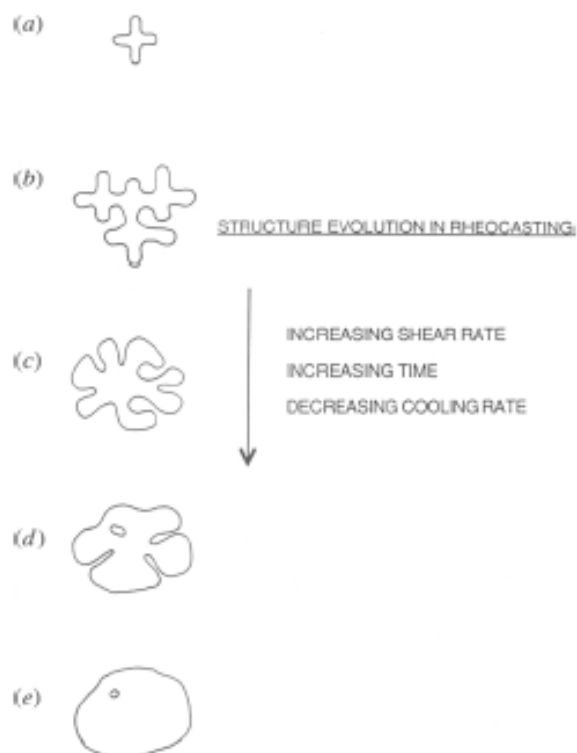 (a)
(b)
STRUCTURE EVOLUTION IN RHEOCASTING:
INCREASING SHEAR RATE
(c)
INCREASING TIME
DECREASING COOLING RATE
(d)
(e)